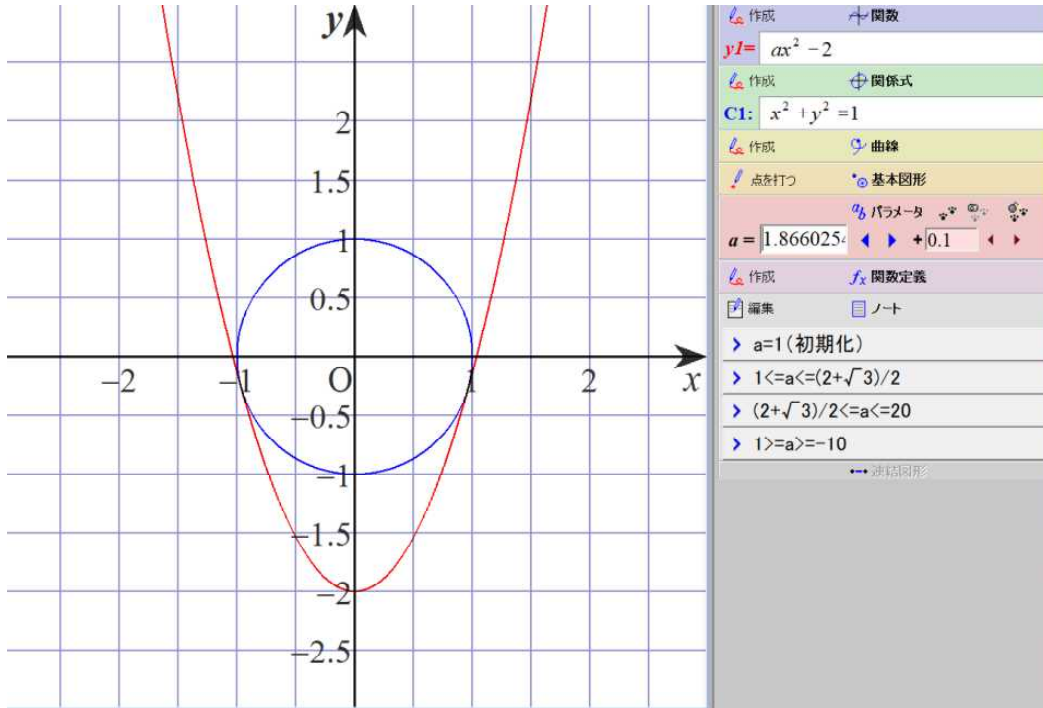 y
2
1.5
1
0.5
−2
−1
O
1
2
x
−0.5
−1
−1.5
−2
−2.5
作成 関数
y1= ax² −2
作成 関係式
C1: x² +y² =1
作成 曲線
点を打つ 基本図形
ab パラメータ
a = 1.8660254 +0.1
作成 fx 関数定義
編集 ノート
a=1(初期化)
1<=a<=(2+√3)/2
(2+√3)/2<=a<=20
1>=a>=-10
連結図形